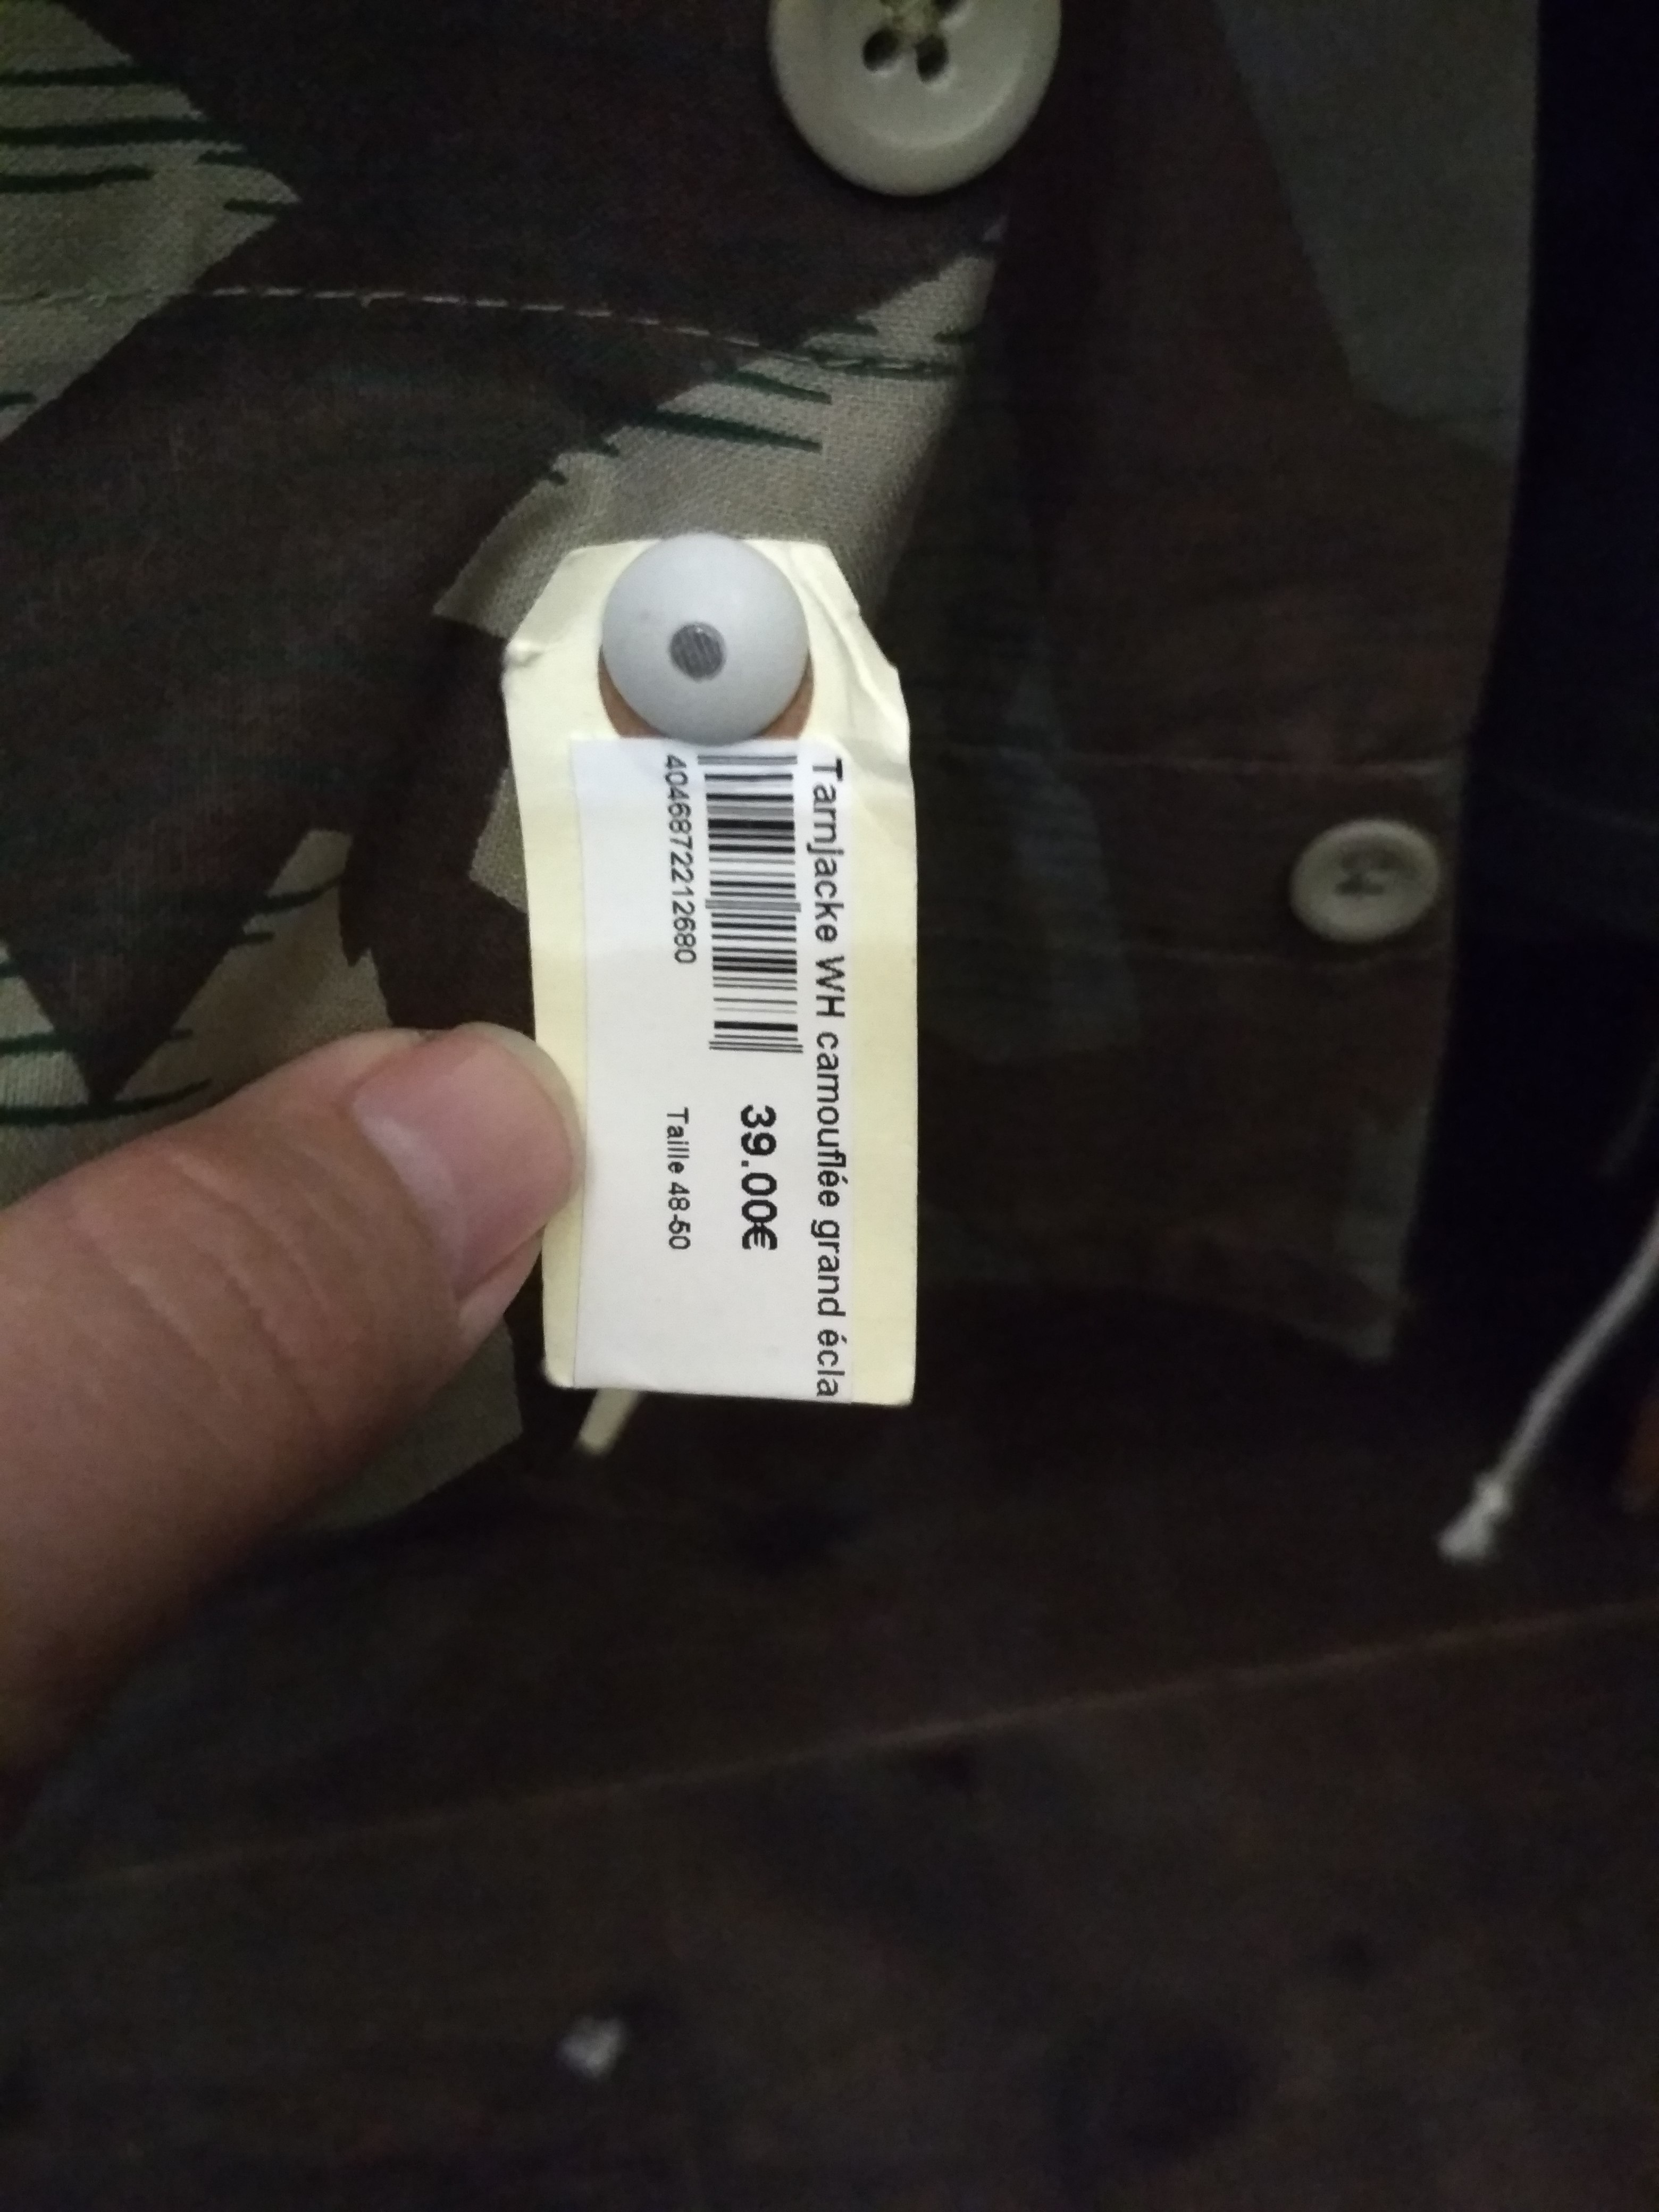 Tarnjacke WH camouflée grand écla
39.00€
4046872212680
Taille 48-50